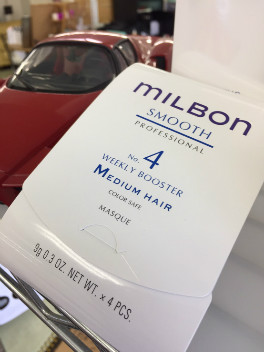 MILBON
SMOOTH
PROFESSIONAL
No. 4
WEEKLY BOOSTER
MEDIUM HAIR
COLOR SAFE
MASQUE
9g 0.3 OZ. NET WT. × 4 PCS.